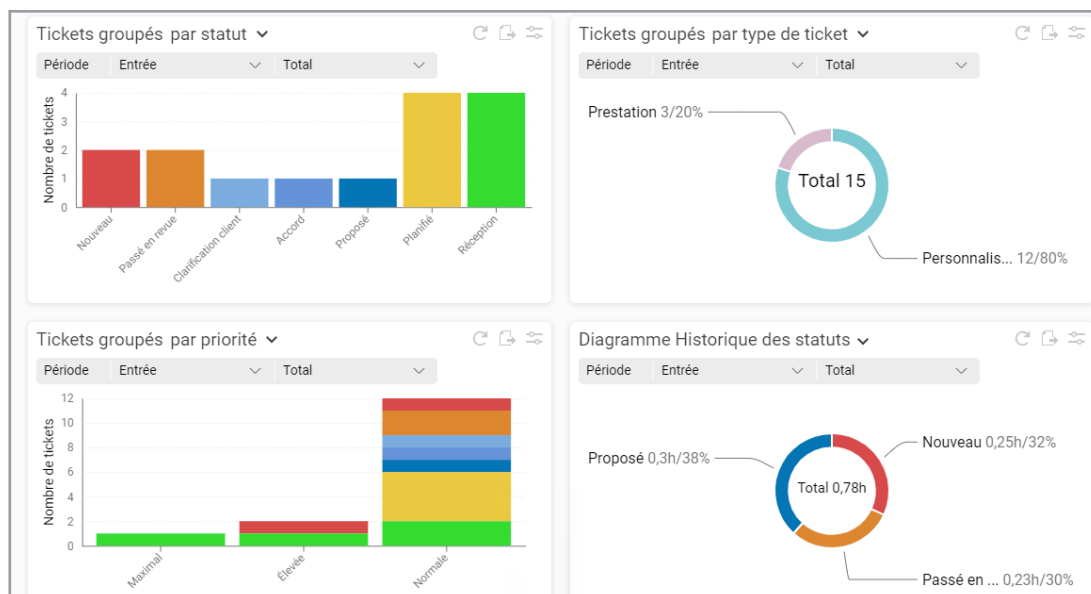 Tickets groupés par statut
Période Entrée Total
Nombre de tickets
4
3
2
1
0
Nouveau
Passé en revue
Clarification client
Accord
Proposé
Planifié
Réception
Tickets groupés par type de ticket
Période Entrée Total
Prestation 3/20%
Total 15
Personnalis... 12/80%
Tickets groupés par priorité
Période Entrée Total
Nombre de tickets
12
10
8
6
4
2
0
Maximal
Élevée
Normale
Diagramme Historique des statuts
Période Entrée Total
Nouveau 0,25h/32%
Proposé 0,3h/38%
Total 0,78h
Passé en ... 0,23h/30%